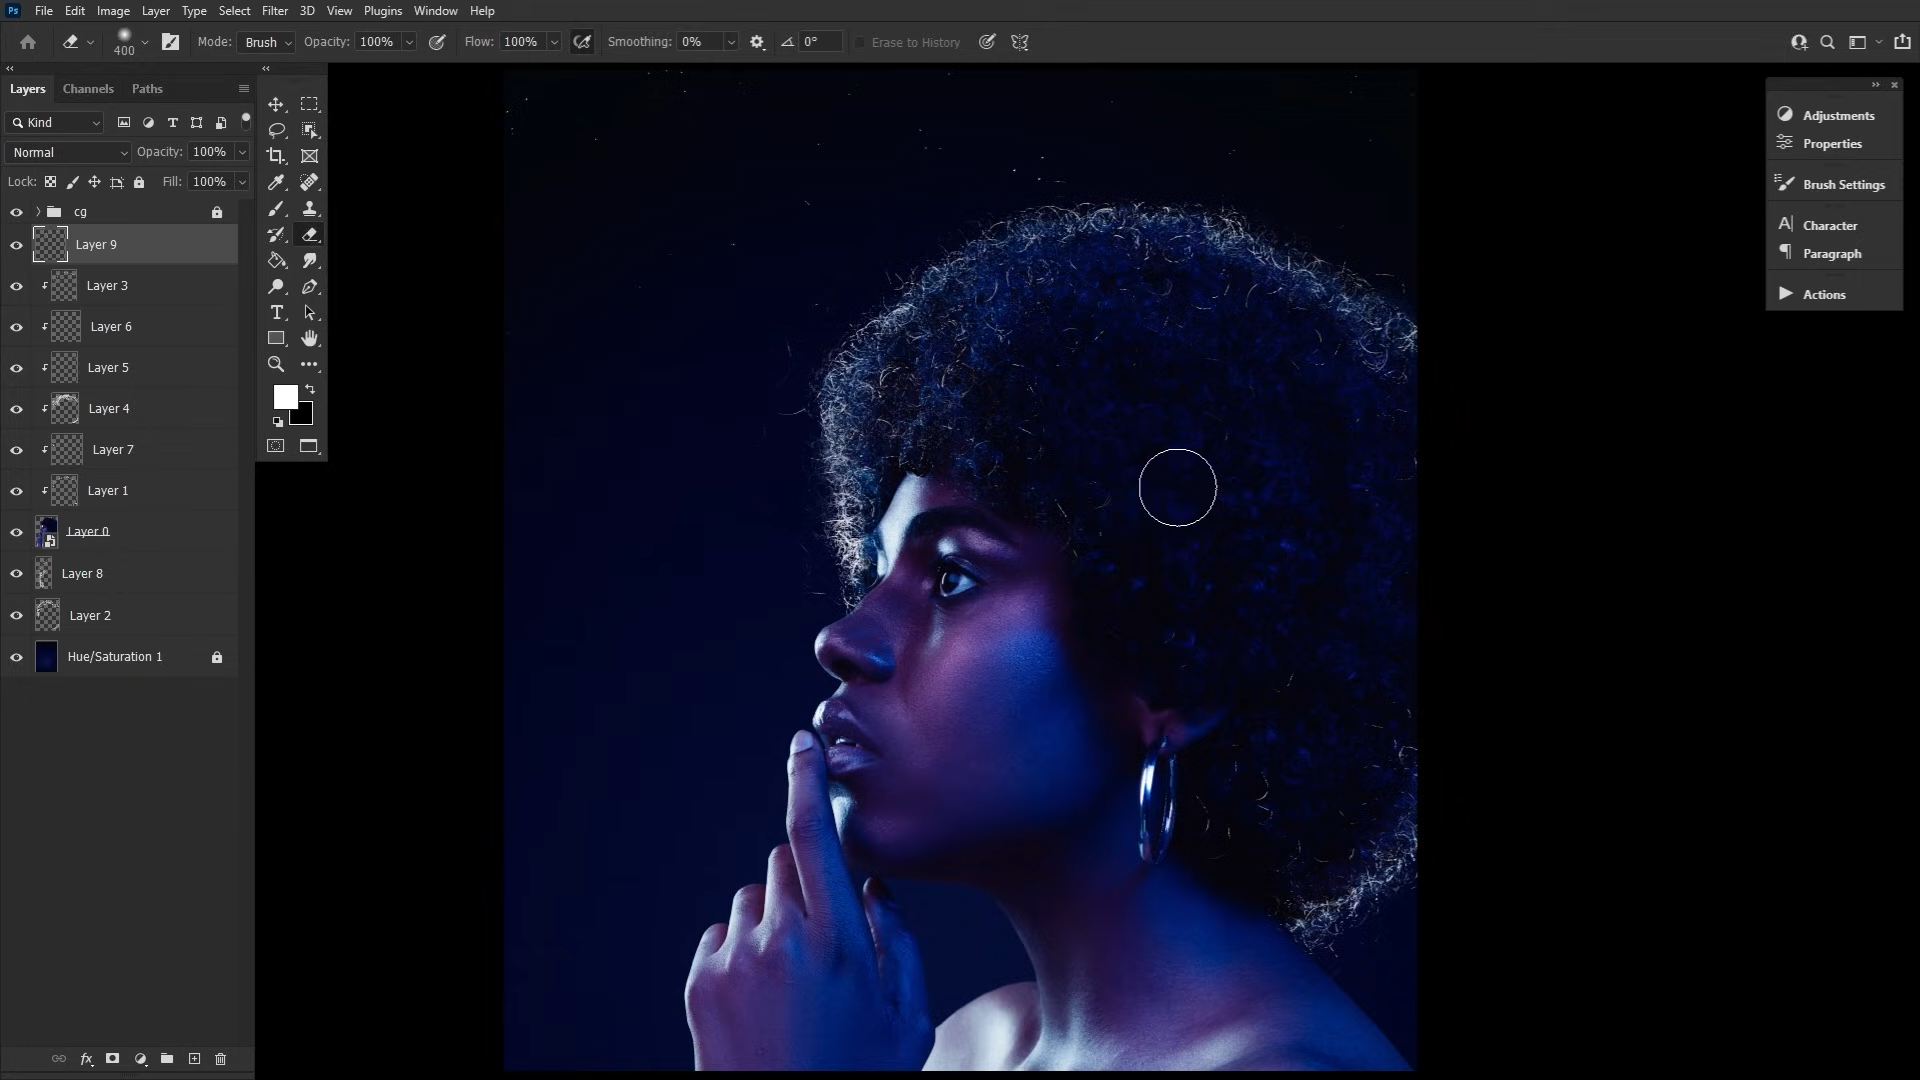 Ps File Edit Image Layer Type Select Filter 3D View Plugins Window Help
400 Mode: Brush Opacity: 100% Flow: 100% Smoothing: 0% 0° Erase to History
Layers Channels Paths
Kind
Normal Opacity: 100%
Lock: Fill: 100%
cg
Layer 9
Layer 3
Layer 6
Layer 5
Layer 4
Layer 7
Layer 1
Layer 0
Layer 8
Layer 2
Hue/Saturation 1
fx
Adjustments
Properties
Brush Settings
Character
Paragraph
Actions